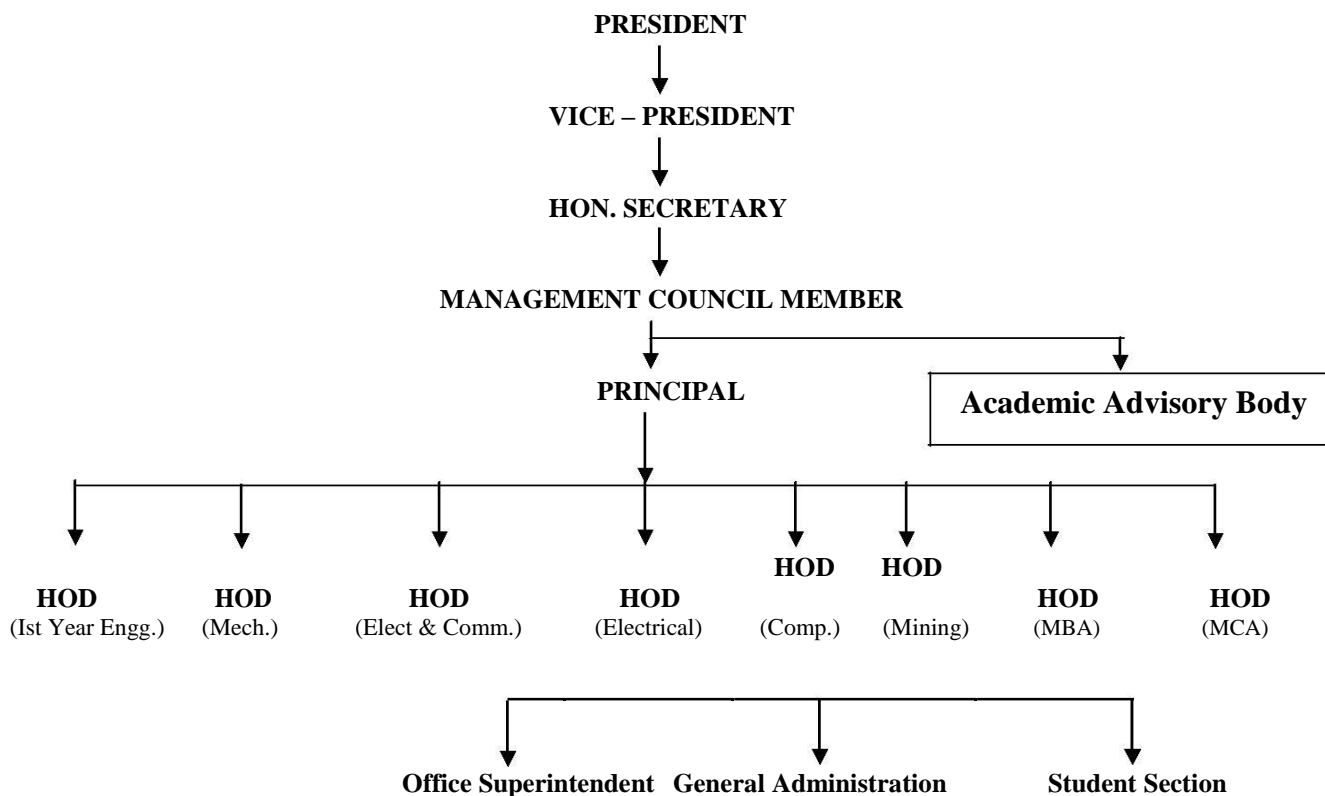 PRESIDENT
VICE – PRESIDENT
HON. SECRETARY
MANAGEMENT COUNCIL MEMBER
PRINCIPAL
Academic Advisory Body
HOD HOD
HOD HOD HOD HOD HOD HOD
(Ist Year Engg.) (Mech.) (Elect & Comm.) (Electrical) (Comp.) (Mining) (MBA) (MCA)
Office Superintendent General Administration Student Section